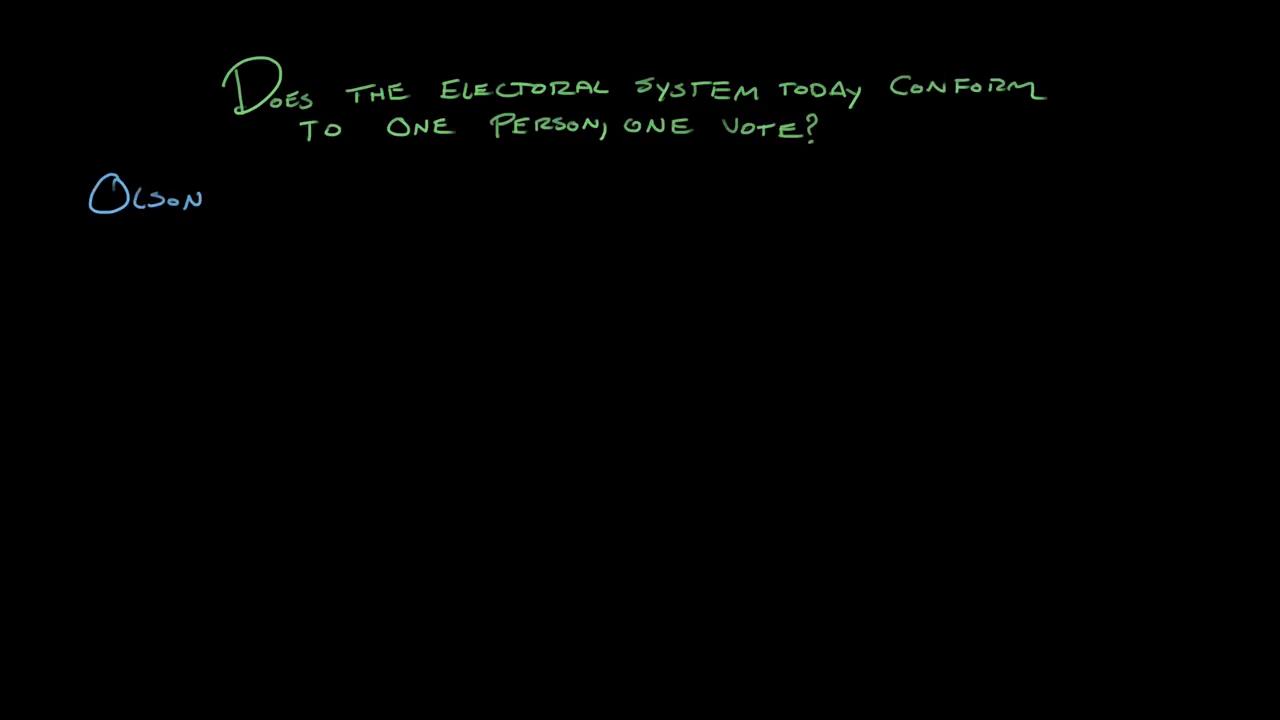 DOES THE ELECTORAL SYSTEM TODAY CONFORM
TO ONE PERSON, ONE VOTE?
OLSON